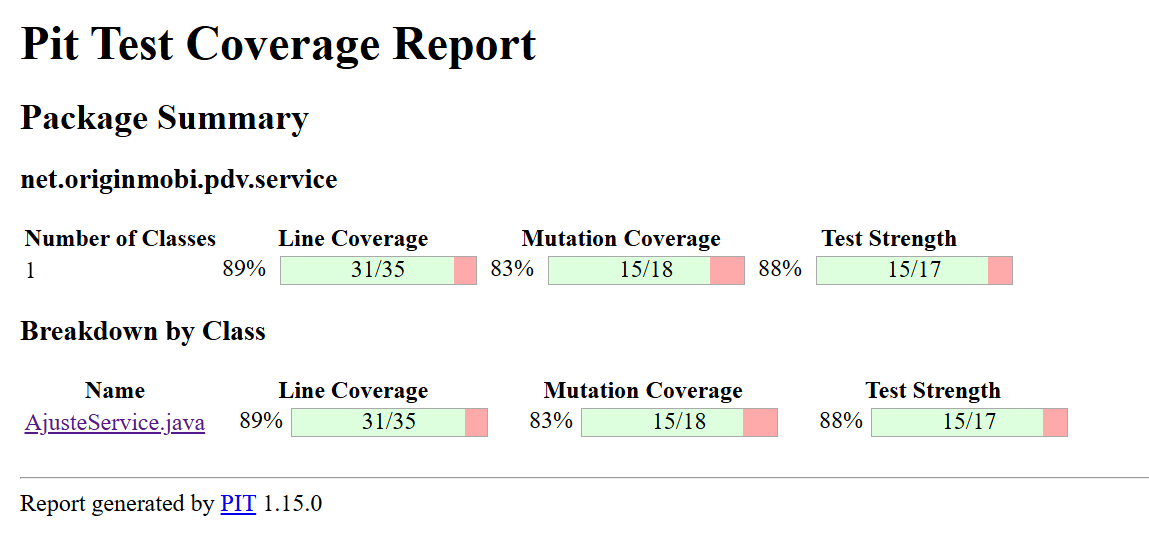 Pit Test Coverage Report
Package Summary
net.originmobi.pdv.service
Number of Classes Line Coverage Mutation Coverage Test Strength
1 89% 31/35 83% 15/18 88% 15/17
Breakdown by Class
Name Line Coverage Mutation Coverage Test Strength
AjusteService.java 89% 31/35 83% 15/18 88% 15/17
Report generated by PIT 1.15.0